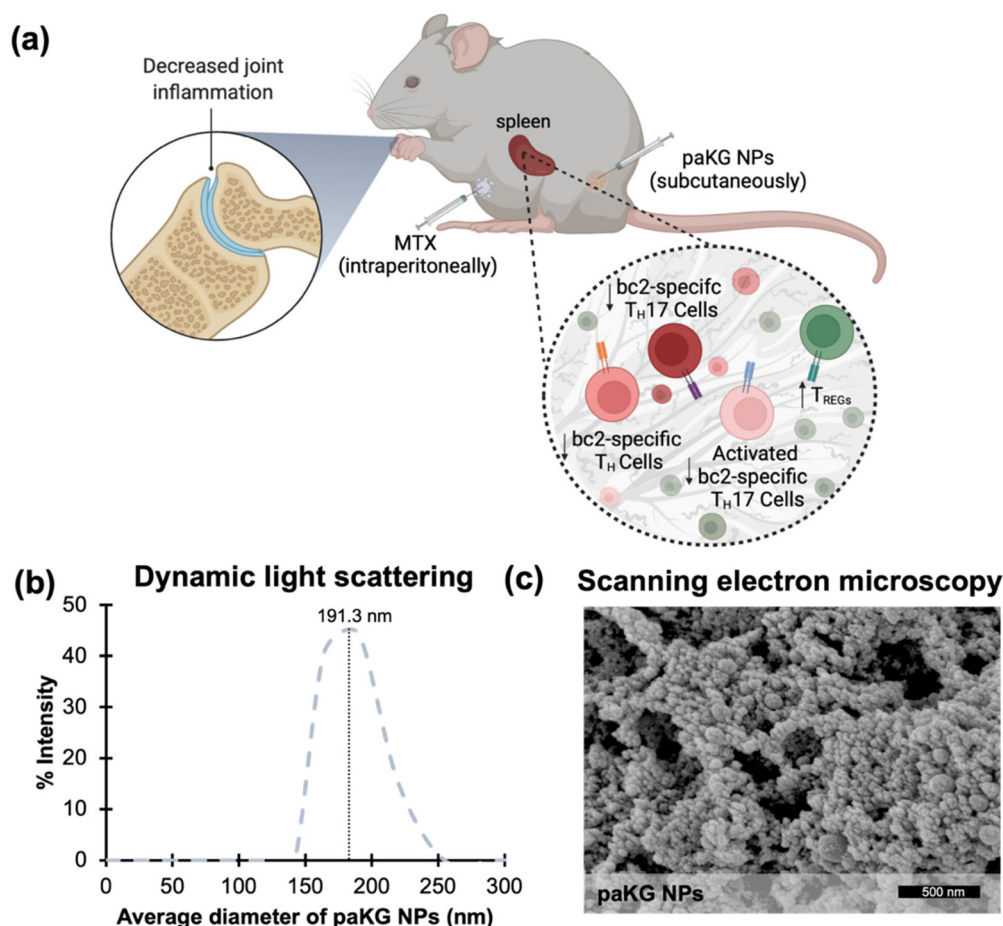 (a)
Decreased joint
inflammation
spleen
paKG NPs
(subcutaneously)
MTX
(intraperitoneally)
↓ bc2-specifc
TH17 Cells
↑ TREGs
↓ bc2-specific
TH Cells
Activated
↓ bc2-specific
TH17 Cells
(b)
Dynamic light scattering
191.3 nm
% Intensity
50
40
30
20
10
0
0 50 100 150 200 250 300
Average diameter of paKG NPs (nm)
(c)
Scanning electron microscopy
paKG NPs
500 nm